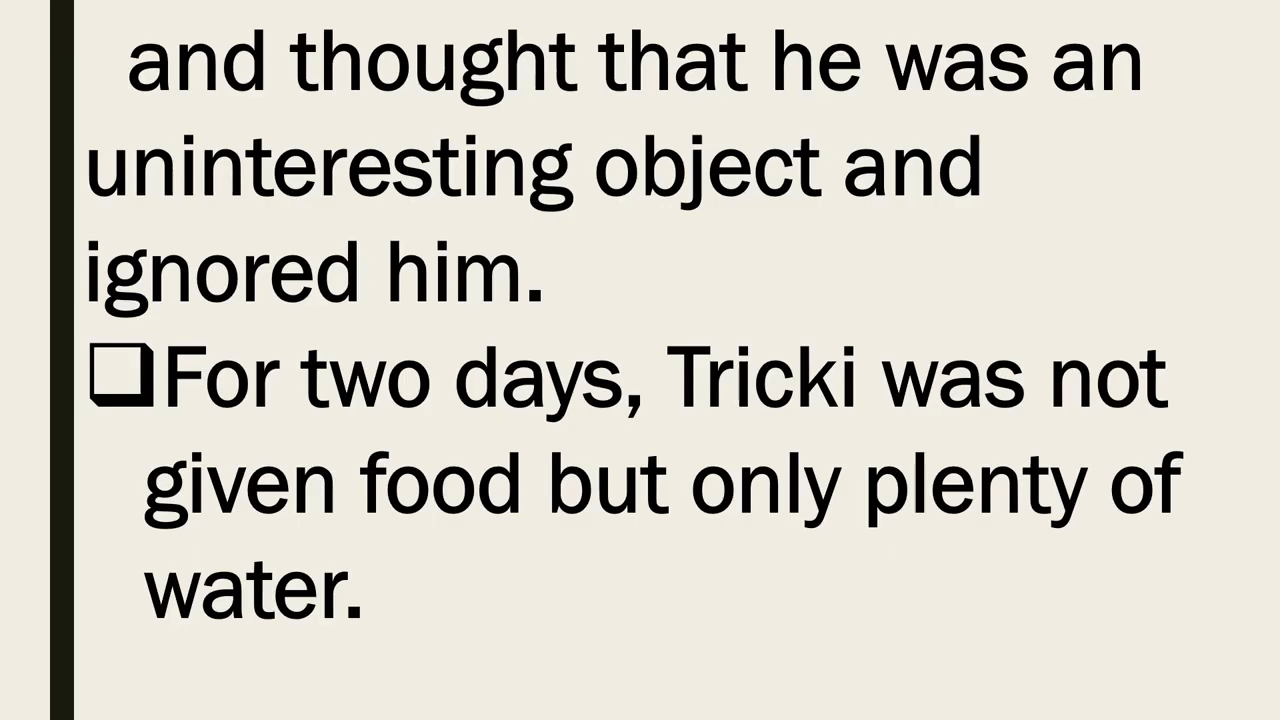 and thought that he was an
uninteresting object and
ignored him.
❑For two days, Tricki was not
given food but only plenty of
water.